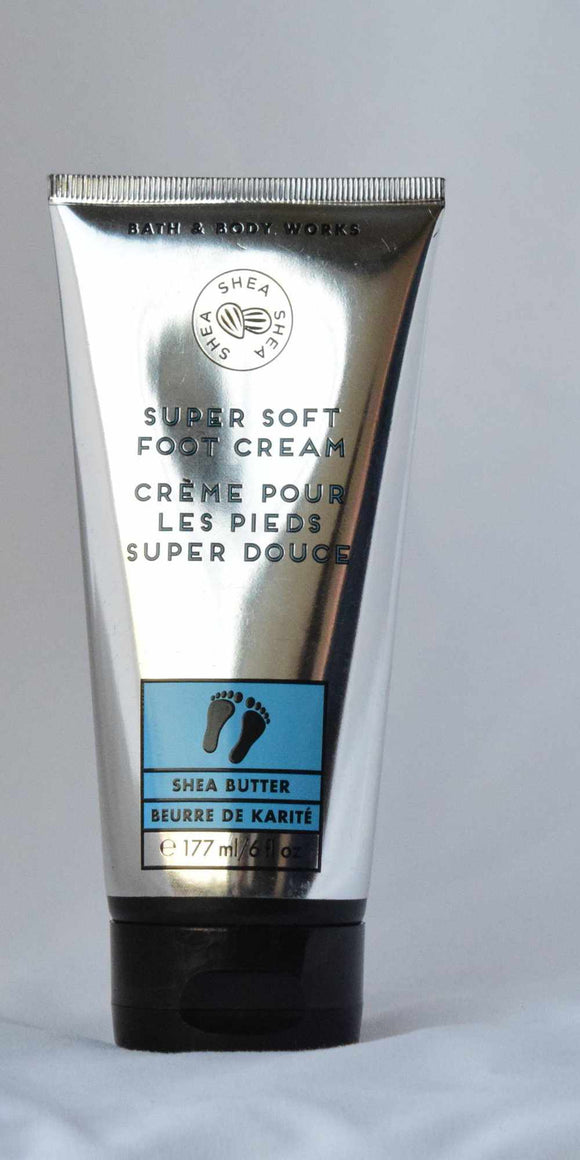 BATH & BODY WORKS
SHEA SHEA SHEA
SUPER SOFT
FOOT CREAM
CRÈME POUR
LES PIEDS
SUPER DOUCE
SHEA BUTTER
BEURRE DE KARITÉ
℮ 177 ml/6 fl oz